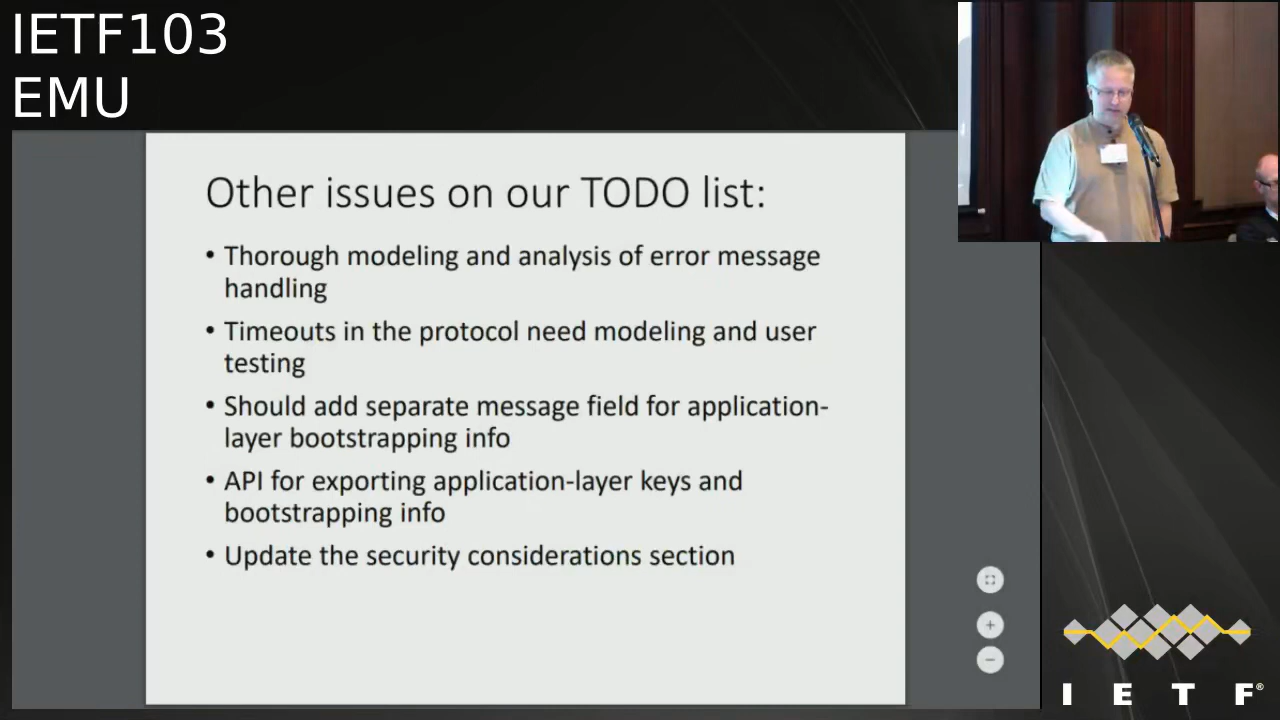 IETF103
EMU
Other issues on our TODO list:
• Thorough modeling and analysis of error message
handling
• Timeouts in the protocol need modeling and user
testing
• Should add separate message field for application-
layer bootstrapping info
• API for exporting application-layer keys and
bootstrapping info
• Update the security considerations section
I E T F®